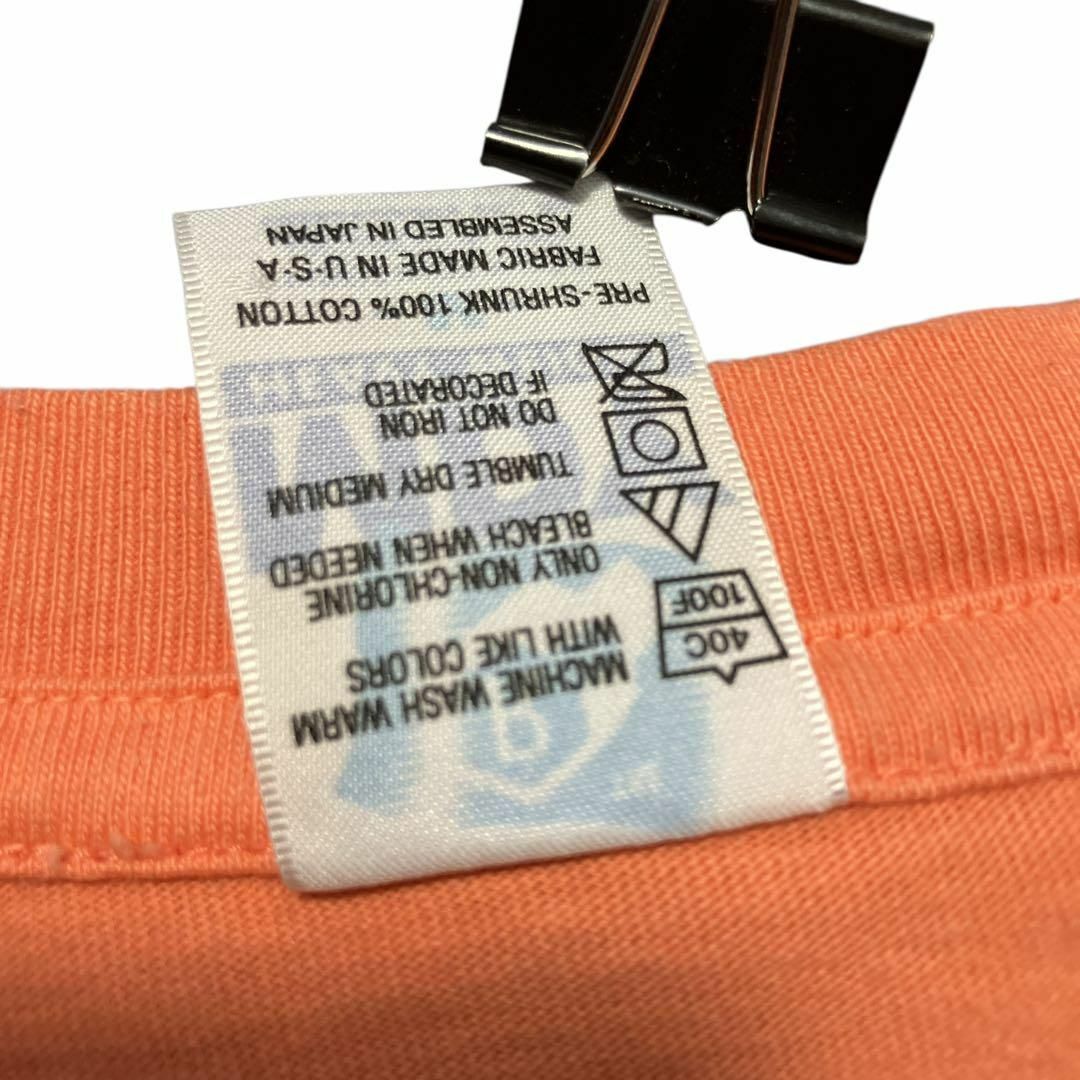 40C
100F
MACHINE WASH WARM
WITH LIKE COLORS
ONLY NON-CHLORINE
BLEACH WHEN NEEDED
TUMBLE DRY MEDIUM
DO NOT IRON
IF DECORATED
PRE-SHRUNK 100% COTTON
FABRIC MADE IN U·S·A
ASSEMBLED IN JAPAN